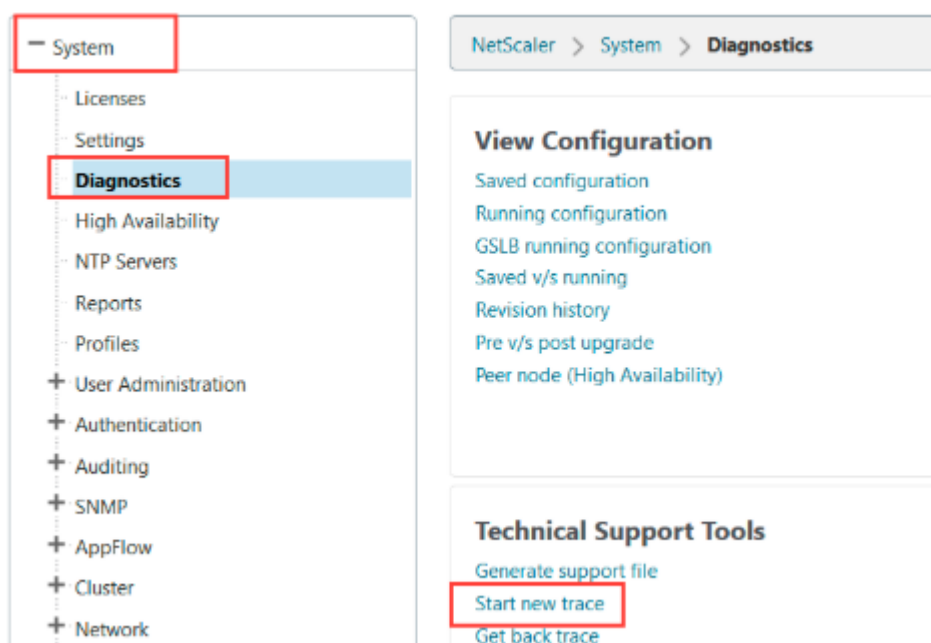 System
Licenses
Settings
Diagnostics
High Availability
NTP Servers
Reports
Profiles
User Administration
Authentication
Auditing
SNMP
AppFlow
Cluster
Network
NetScaler > System > Diagnostics
View Configuration
Saved configuration
Running configuration
GSLB running configuration
Saved v/s running
Revision history
Pre v/s post upgrade
Peer node (High Availability)
Technical Support Tools
Generate support file
Start new trace
Get back trace